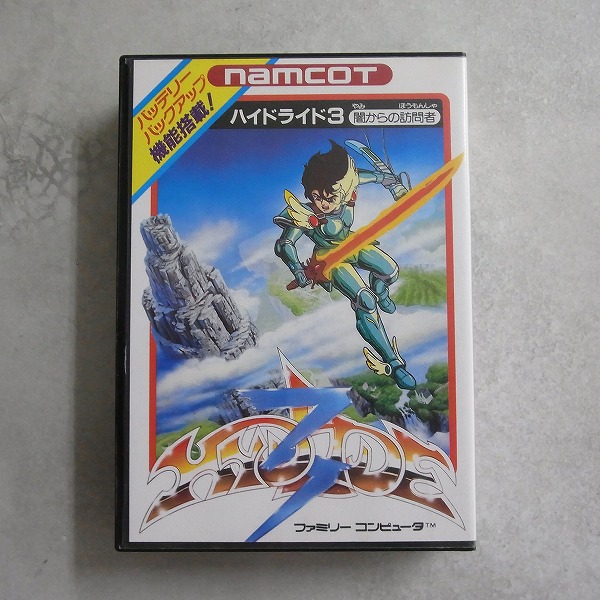 バッテリー
バックアップ
機能搭載!
namcot
ハイドライド3 闇からの訪問者
やみ ほうもんしゃ
HYDLIDE
3
ファミリー コンピュータ™